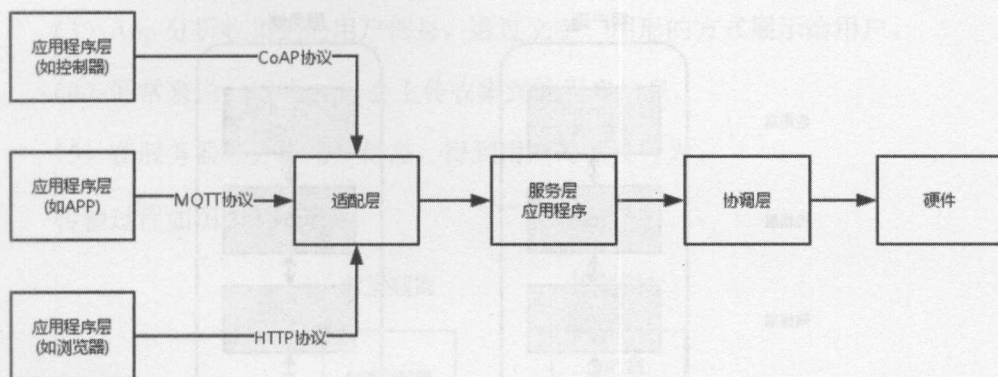 应用程序层
(如控制器)
CoAP协议
应用程序层
(如APP)
MQTT协议
适配层
服务层
应用程序
协调层
硬件
应用程序层
(如浏览器)
HTTP协议